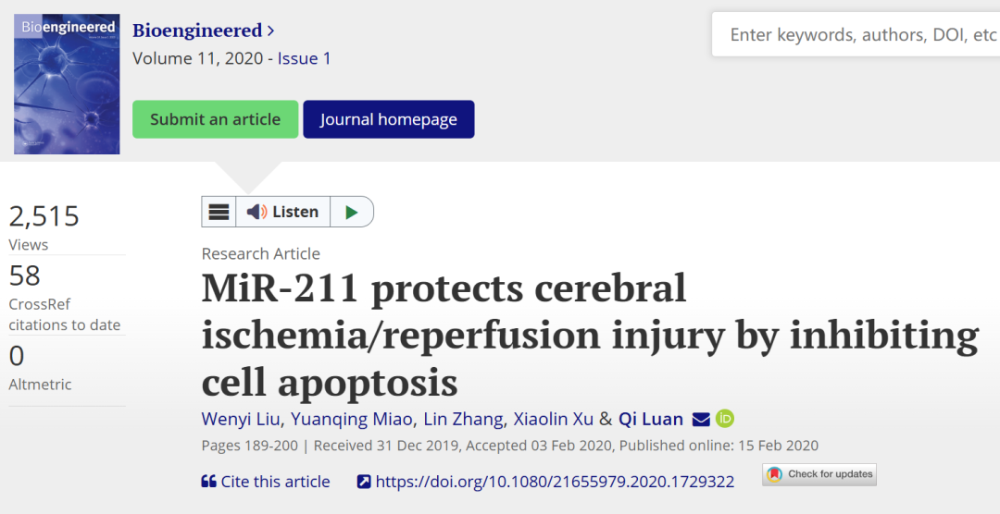 Bioengineered
Bioengineered >
Volume 11, 2020 - Issue 1
Enter keywords, authors, DOI, etc
Submit an article
Journal homepage
2,515
Views
58
CrossRef
citations to date
0
Altmetric
Listen
Research Article
MiR-211 protects cerebral
ischemia/reperfusion injury by inhibiting
cell apoptosis
Wenyi Liu, Yuanqing Miao, Lin Zhang, Xiaolin Xu & Qi Luan iD
Pages 189-200 | Received 31 Dec 2019, Accepted 03 Feb 2020, Published online: 15 Feb 2020
Cite this article
https://doi.org/10.1080/21655979.2020.1729322
Check for updates